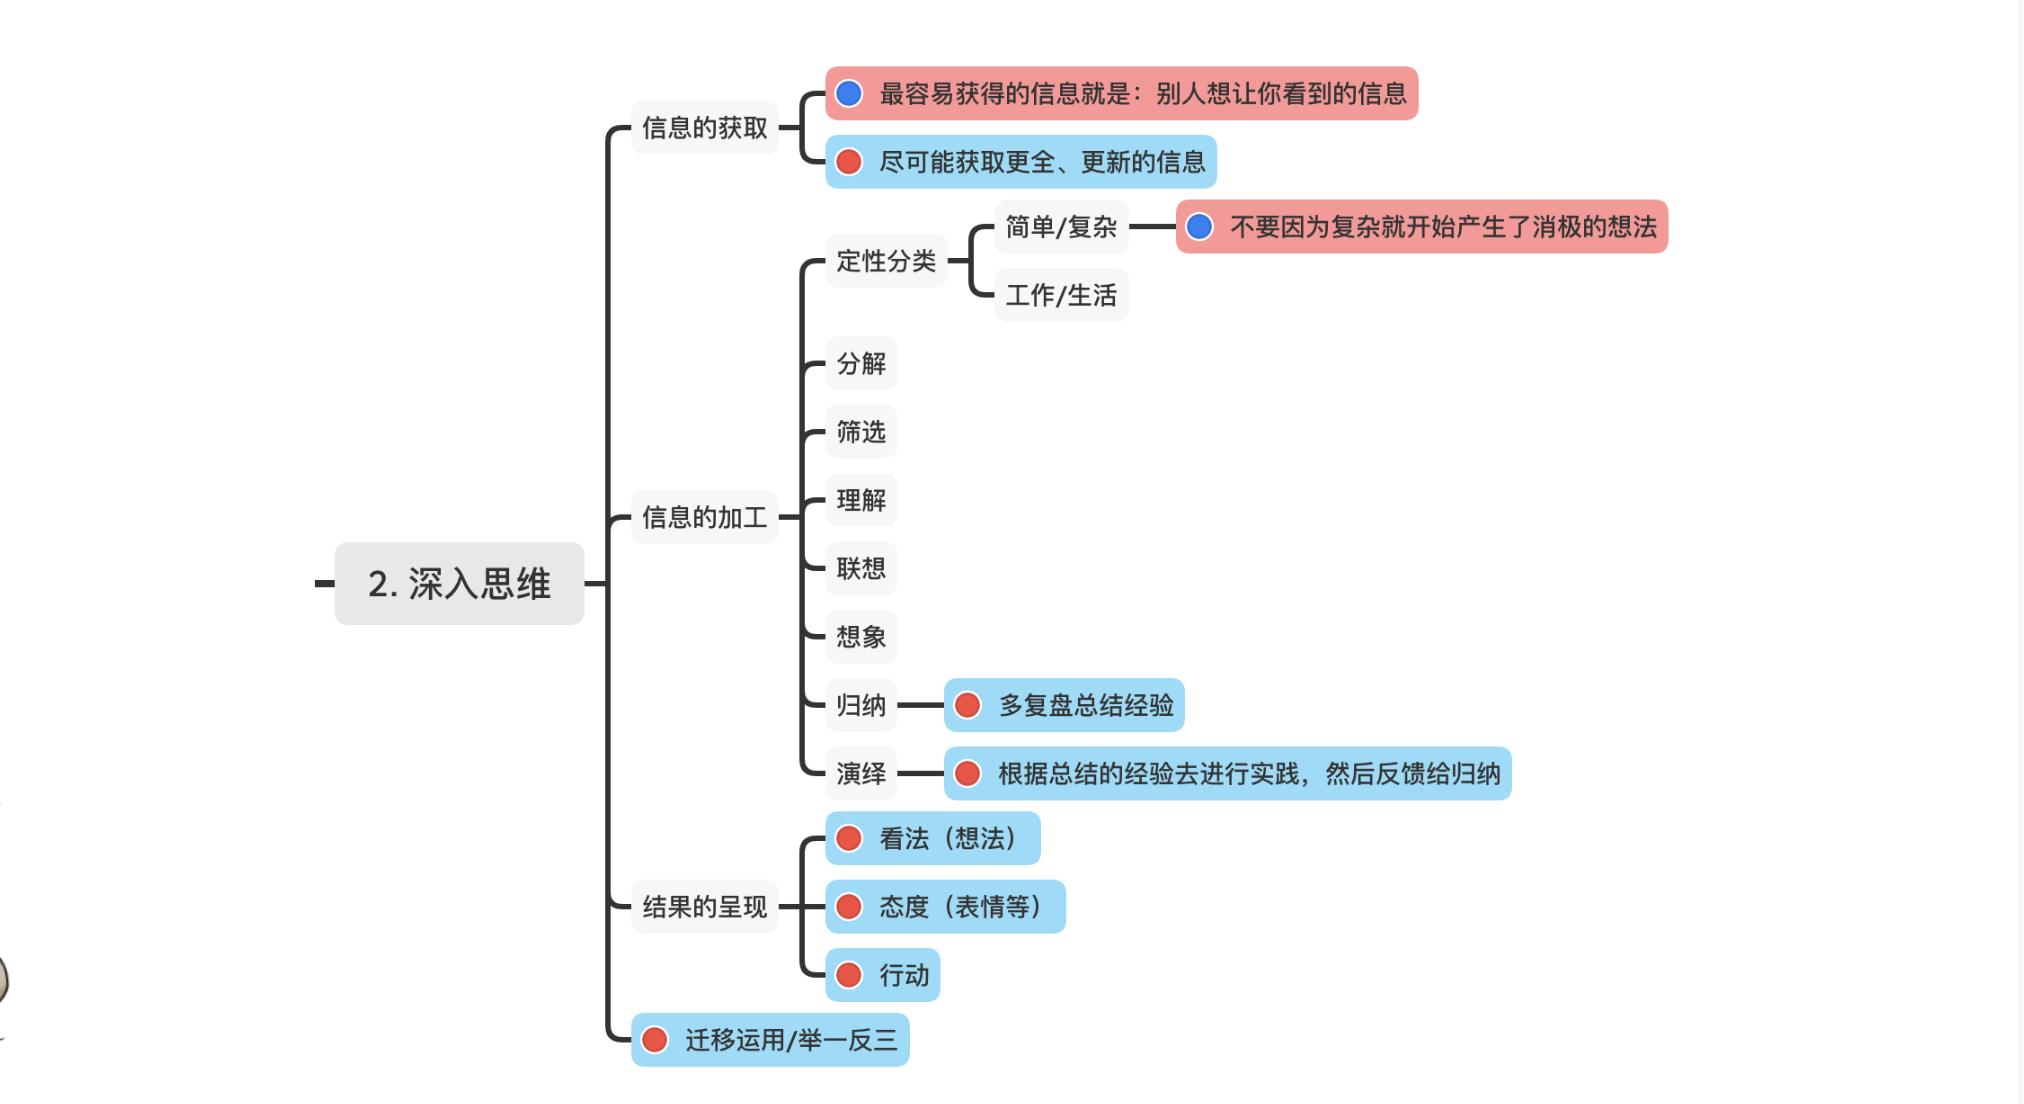 2. 深入思维
信息的获取
最容易获得的信息就是：别人想让你看到的信息
尽可能获取更全、更新的信息
信息的加工
定性分类
简单/复杂
不要因为复杂就开始产生了消极的想法
工作/生活
分解
筛选
理解
联想
想象
归纳
多复盘总结经验
演绎
根据总结的经验去进行实践，然后反馈给归纳
结果的呈现
看法（想法）
态度（表情等）
行动
迁移运用/举一反三